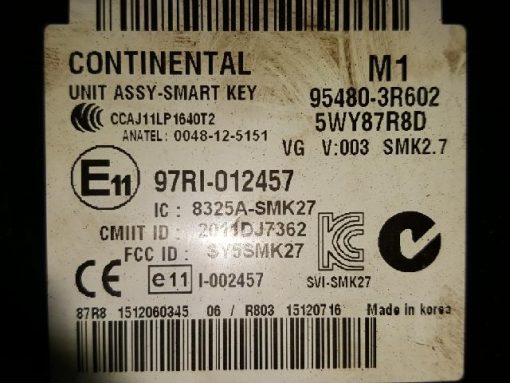 CONTINENTAL M1
UNIT ASSY-SMART KEY 95480-3R602
CCAJ11LP1640T2 5WY87R8D
ANATEL: 0048-12-5151 VG V:003 SMK2.7
E11 97RI-012457
IC : 8325A-SMK27
CMIIT ID : 2011DJ7362
FCC ID : SY5SMK27
CE e11 I-002457 SVI-SMK27
87R8 1512060345 06 / R803 15120716 Made in korea